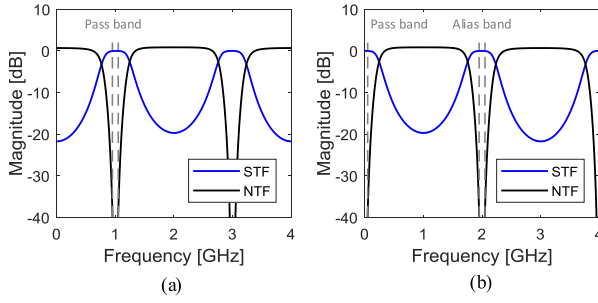 Pass band
10
0
-10
-20
-30
-40
Magnitude [dB]
STF
NTF
0
1
2
3
4
Frequency [GHz]
(a)
Pass band
Alias band
10
0
-10
-20
-30
-40
Magnitude [dB]
STF
NTF
0
1
2
3
4
Frequency [GHz]
(b)